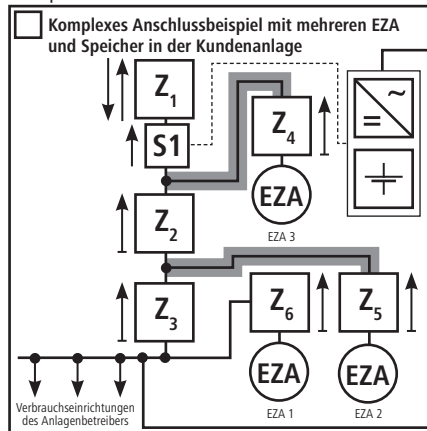 Komplexes Anschlussbeispiel mit mehreren EZA
und Speicher in der Kundenanlage
Z1
S1
Z4
~
=
EZA
EZA 3
Z2
Z3
Z6
Z5
EZA
EZA
EZA 1
EZA 2
Verbrauchseinrichtungen
des Anlagenbetreibers